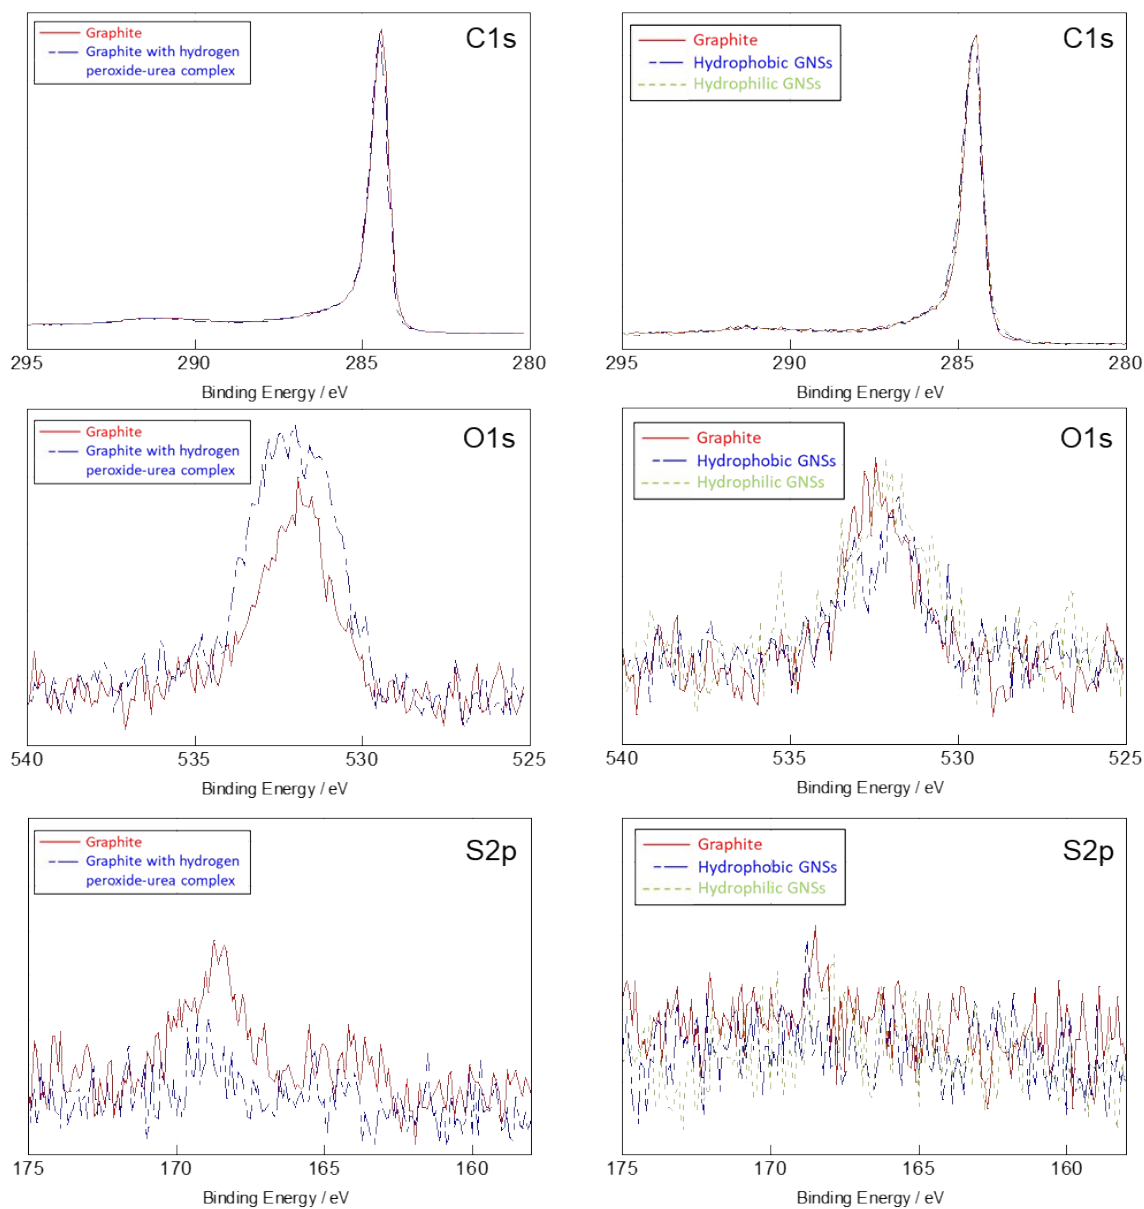 Graphite
Graphite with hydrogen
peroxide-urea complex
C1s
295 290 285 280
Binding Energy / eV
Graphite
Hydrophobic GNSs
Hydrophilic GNSs
C1s
295 290 285 280
Binding Energy / eV
Graphite
Graphite with hydrogen
peroxide-urea complex
O1s
540 535 530 525
Binding Energy / eV
Graphite
Hydrophobic GNSs
Hydrophilic GNSs
O1s
540 535 530 525
Binding Energy / eV
Graphite
Graphite with hydrogen
peroxide-urea complex
S2p
175 170 165 160
Binding Energy / eV
Graphite
Hydrophobic GNSs
Hydrophilic GNSs
S2p
175 170 165 160
Binding Energy / eV